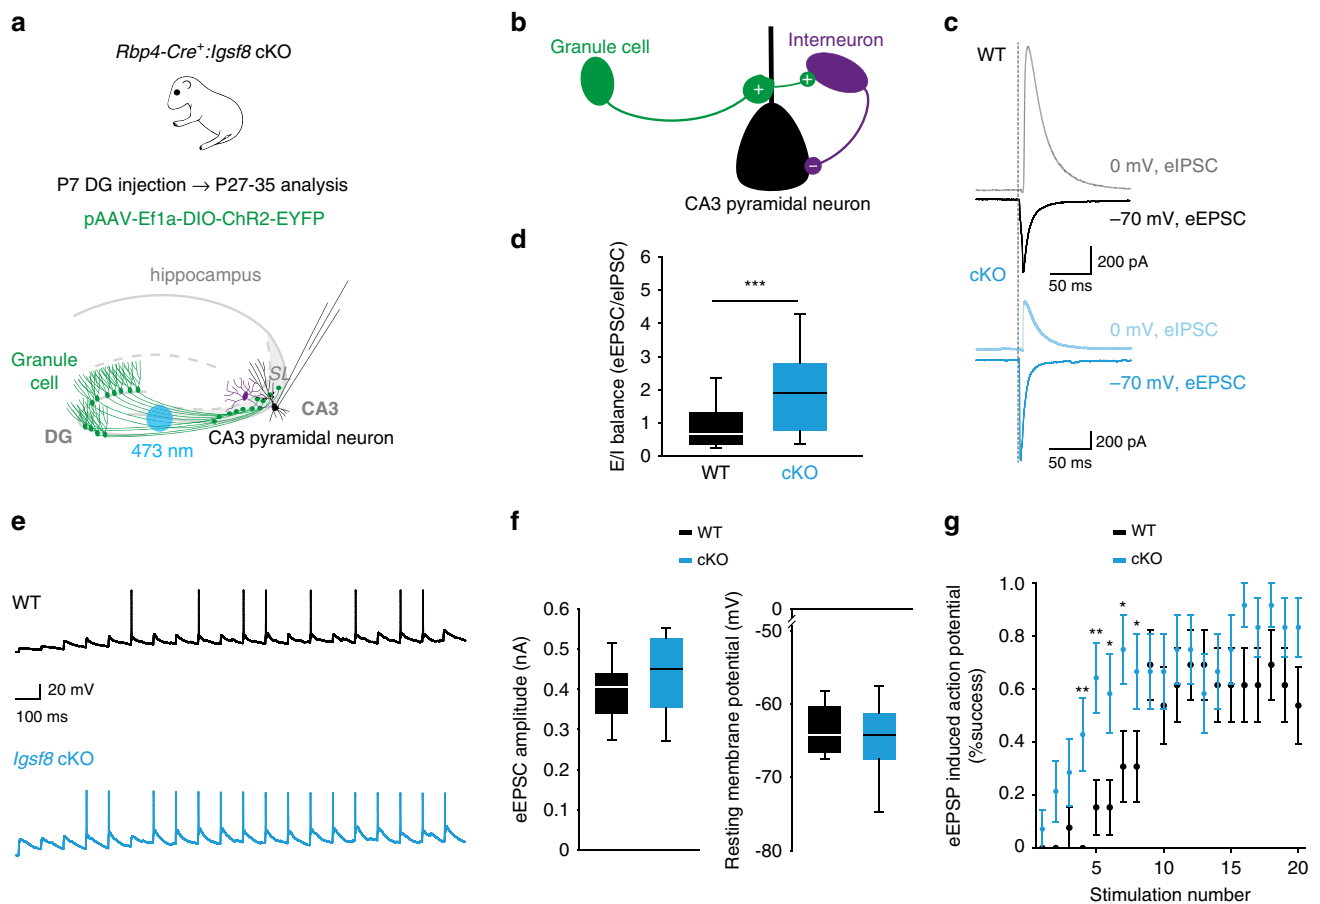 a
Rbp4-Cre+:Igsf8 cKO
P7 DG injection → P27-35 analysis
pAAV-Ef1a-DIO-ChR2-EYFP
hippocampus
Granule
cell
SL
CA3
DG
CA3 pyramidal neuron
473 nm
b
Granule cell
Interneuron
+
+
–
CA3 pyramidal neuron
c
WT
0 mV, eIPSC
–70 mV, eEPSC
200 pA
50 ms
cKO
0 mV, eIPSC
–70 mV, eEPSC
200 pA
50 ms
d
E/I balance (eEPSC/eIPSC)
6
5
4
3
2
1
0
***
WT
cKO
e
WT
20 mV
100 ms
Igsf8 cKO
f
WT
cKO
eEPSC amplitude (nA)
0.6
0.5
0.4
0.3
0.2
0.1
0
Resting membrane potential (mV)
0
-50
-60
-70
-80
g
WT
cKO
eEPSP induced action potential
(%success)
1.0
0.8
0.6
0.4
0.2
0
**
**
*
*
*
5
10
15
20
Stimulation number